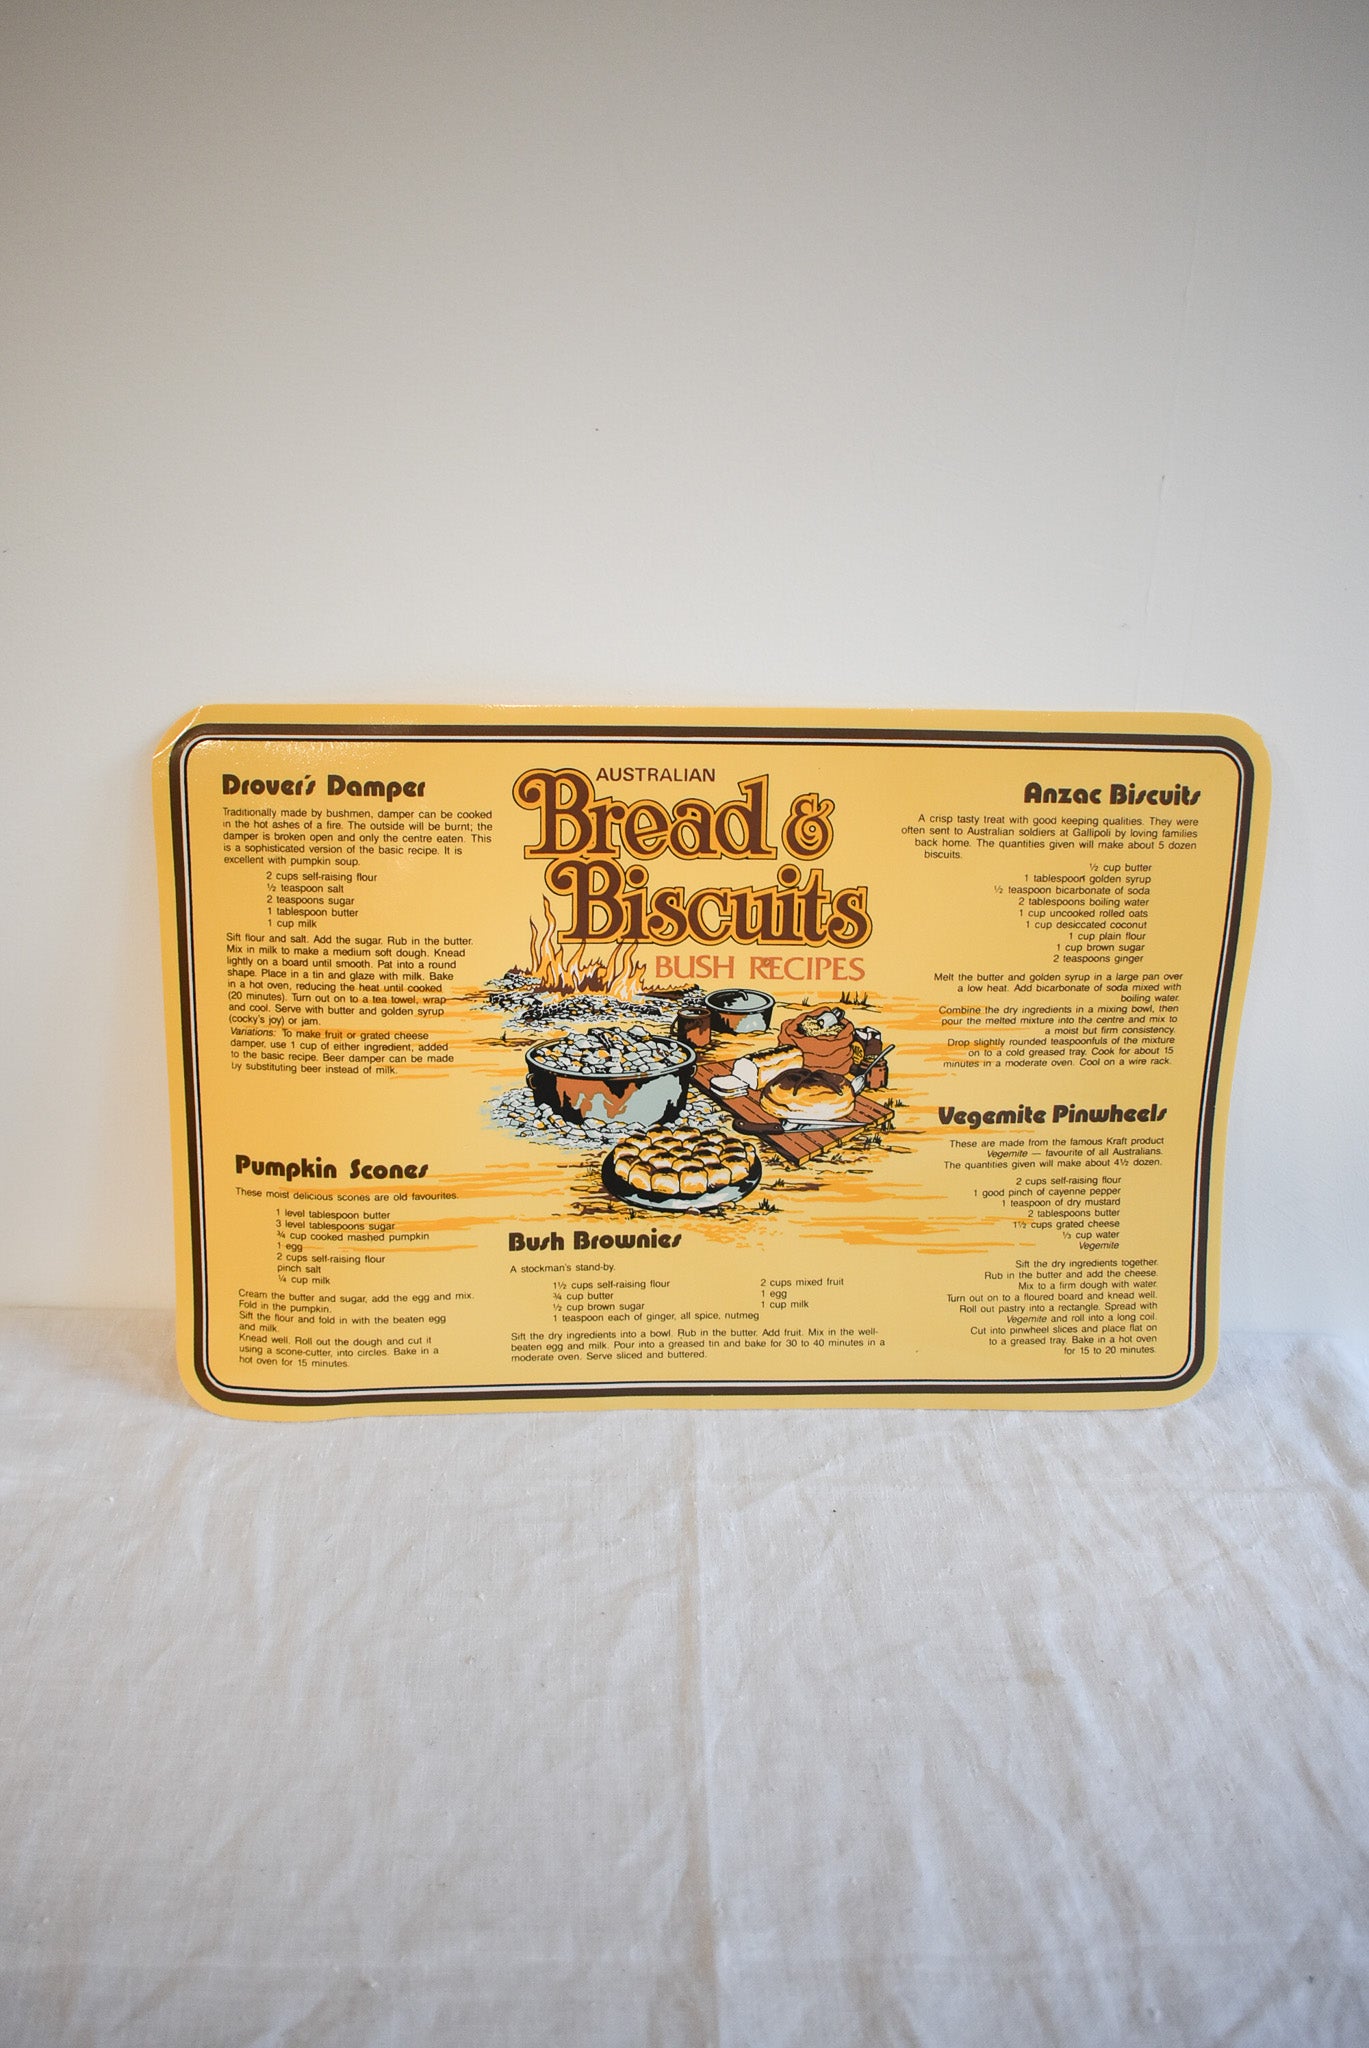 AUSTRALIAN
Bread &
Biscuits
BUSH RECIPES
Drover's Damper
Traditionally made by bushmen, damper can be cooked
in the hot ashes of a fire. The outside will be burnt; the
damper is broken open and only the centre eaten. This
is a sophisticated version of the basic recipe. It is
excellent with pumpkin soup.
2 cups self-raising flour
½ teaspoon salt
2 teaspoons sugar
1 tablespoon butter
1 cup milk
Sift flour and salt. Add the sugar. Rub in the butter.
Mix in milk to make a medium soft dough. Knead
lightly on a board until smooth. Pat into a round
shape. Place in a tin and glaze with milk. Bake
in a hot oven, reducing the heat until cooked
(20 minutes). Turn out on to a tea towel, wrap
and cool. Serve with butter and golden syrup
(cocky's joy) or jam.
Variations: To make fruit or grated cheese
damper, use 1 cup of either ingredient, added
to the basic recipe. Beer damper can be made
by substituting beer instead of milk.
Pumpkin Scones
These moist delicious scones are old favourites.
1 level tablespoon butter
3 level tablespoons sugar
¾ cup cooked mashed pumpkin
1 egg
2 cups self-raising flour
pinch salt
¼ cup milk
Cream the butter and sugar, add the egg and mix.
Fold in the pumpkin.
Sift the flour and fold in with the beaten egg
and milk.
Knead well. Roll out the dough and cut it
using a scone-cutter, into circles. Bake in a
hot oven for 15 minutes.
Bush Brownies
A stockman's stand-by.
1½ cups self-raising flour
¾ cup butter
½ cup brown sugar
1 teaspoon each of ginger, all spice, nutmeg
2 cups mixed fruit
1 egg
1 cup milk
Sift the dry ingredients into a bowl. Rub in the butter. Add fruit. Mix in the well-
beaten egg and milk. Pour into a greased tin and bake for 30 to 40 minutes in a
moderate oven. Serve sliced and buttered.
Anzac Biscuits
A crisp tasty treat with good keeping qualities. They were
often sent to Australian soldiers at Gallipoli by loving families
back home. The quantities given will make about 5 dozen
biscuits.
½ cup butter
1 tablespoon golden syrup
½ teaspoon bicarbonate of soda
2 tablespoons boiling water
1 cup uncooked rolled oats
1 cup desiccated coconut
1 cup plain flour
1 cup brown sugar
2 teaspoons ginger
Melt the butter and golden syrup in a large pan over
a low heat. Add bicarbonate of soda mixed with
boiling water.
Combine the dry ingredients in a mixing bowl, then
pour the melted mixture into the centre and mix to
a moist but firm consistency.
Drop slightly rounded teaspoonfuls of the mixture
on to a cold greased tray. Cook for about 15
minutes in a moderate oven. Cool on a wire rack.
Vegemite Pinwheels
These are made from the famous Kraft product
Vegemite — favourite of all Australians.
The quantities given will make about 4½ dozen.
2 cups self-raising flour
1 good pinch of cayenne pepper
1 teaspoon of dry mustard
2 tablespoons butter
1½ cups grated cheese
⅓ cup water
Vegemite
Sift the dry ingredients together.
Rub in the butter and add the cheese.
Mix to a firm dough with water.
Turn out on to a floured board and knead well.
Roll out pastry into a rectangle. Spread with
Vegemite and roll into a long coil.
Cut into pinwheel slices and place flat on
to a greased tray. Bake in a hot oven
for 15 to 20 minutes.